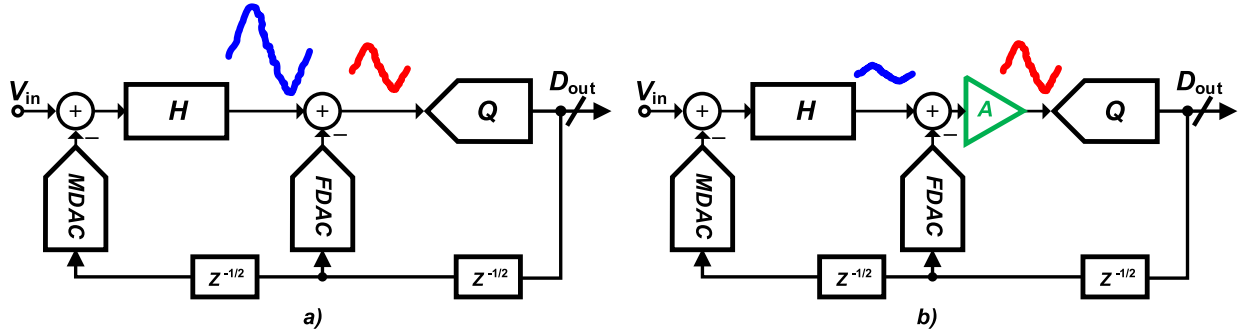 V_in
+
−
H
+
−
Q
D_out
MDAC
FDAC
z^-1/2
z^-1/2
a)
V_in
+
−
H
+
−
A
Q
D_out
MDAC
FDAC
z^-1/2
z^-1/2
b)